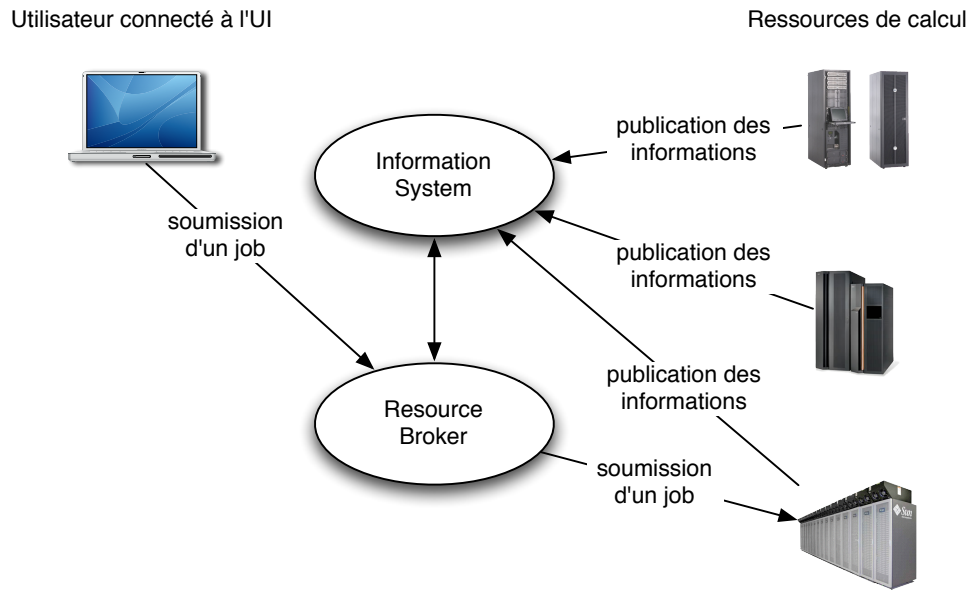 Utilisateur connecté à l'UI
Ressources de calcul
publication des
informations
Information
System
soumission
d'un job
publication des
informations
publication des
informations
Resource
Broker
soumission
d'un job
Sun